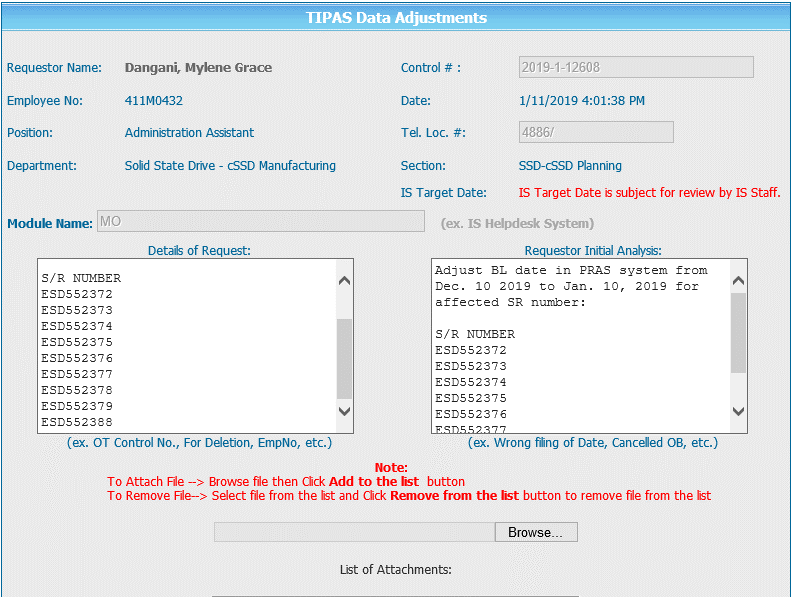 TIPAS Data Adjustments
Requestor Name: Dangani, Mylene Grace Control # : 2019-1-12608
Employee No: 411M0432 Date: 1/11/2019 4:01:38 PM
Position: Administration Assistant Tel. Loc. #: 4886/
Department: Solid State Drive - cSSD Manufacturing Section: SSD-cSSD Planning
IS Target Date: IS Target Date is subject for review by IS Staff.
Module Name: MO (ex. IS Helpdesk System)
Details of Request:
S/R NUMBER
ESD552372
ESD552373
ESD552374
ESD552375
ESD552376
ESD552377
ESD552378
ESD552379
ESD552388
(ex. OT Control No., For Deletion, EmpNo, etc.)
Requestor Initial Analysis:
Adjust BL date in PRAS system from
Dec. 10 2019 to Jan. 10, 2019 for
affected SR number:
S/R NUMBER
ESD552372
ESD552373
ESD552374
ESD552375
ESD552376
ESD552377
(ex. Wrong filing of Date, Cancelled OB, etc.)
Note:
To Attach File --> Browse file then Click Add to the list button
To Remove File--> Select file from the list and Click Remove from the list button to remove file from the list
Browse...
List of Attachments: